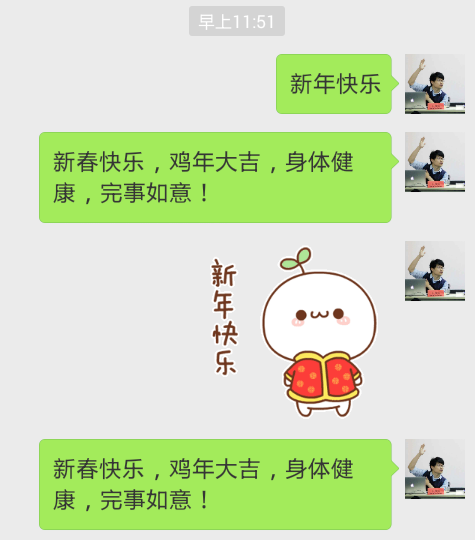 早上11:51
新年快乐
新春快乐，鸡年大吉，身体健
康，完事如意！
新年快乐
新春快乐，鸡年大吉，身体健
康，完事如意！